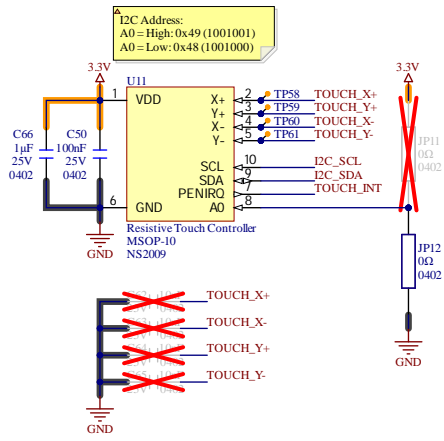 I2C Address:
A0 = High: 0x49 (1001001)
A0 = Low: 0x48 (1001000)
3.3V
3.3V
U11
1
VDD
X+
2
TP58
TOUCH_X+
Y+
3
TP59
TOUCH_Y+
X-
4
TP60
TOUCH_X-
Y-
5
TP61
TOUCH_Y-
C66
1µF
25V
0402
C50
100nF
25V
0402
JP11
0Ω
0402
SCL
10
I2C_SCL
SDA
9
I2C_SDA
PENIRQ
7
TOUCH_INT
6
GND
A0
8
Resistive Touch Controller
MSOP-10
NS2009
GND
JP12
0Ω
0402
GND
TOUCH_X+
TOUCH_X-
TOUCH_Y+
TOUCH_Y-
GND